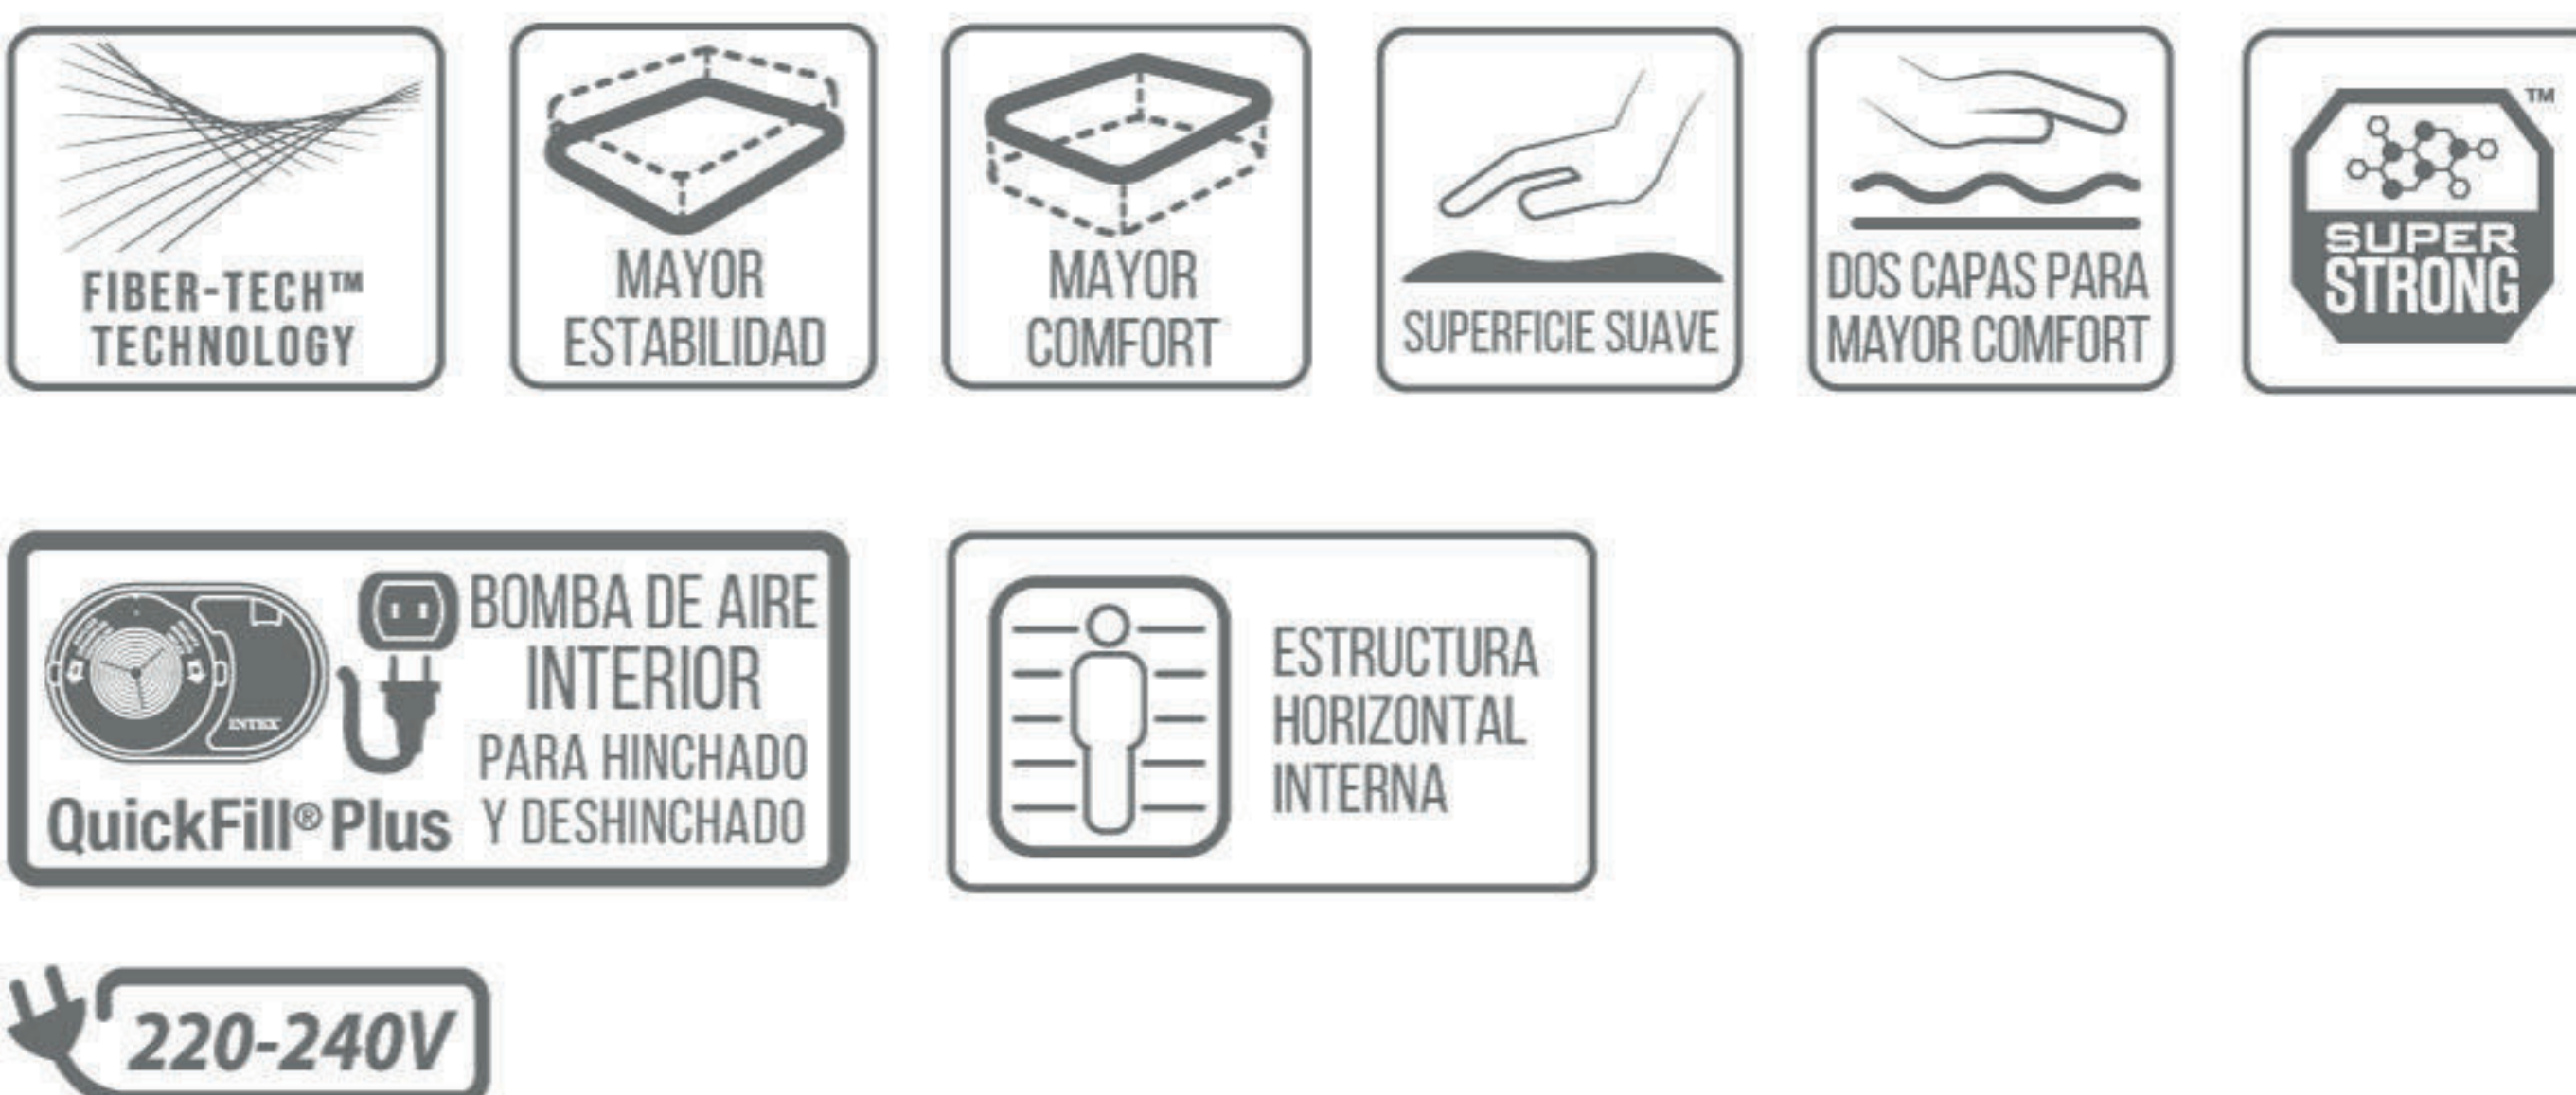 FIBER-TECH™
TECHNOLOGY
MAYOR
ESTABILIDAD
MAYOR
COMFORT
SUPERFICIE SUAVE
DOS CAPAS PARA
MAYOR COMFORT
TM
SUPER
STRONG
INTEX
QuickFill® Plus
BOMBA DE AIRE
INTERIOR
PARA HINCHADO
Y DESHINCHADO
ESTRUCTURA
HORIZONTAL
INTERNA
220-240V